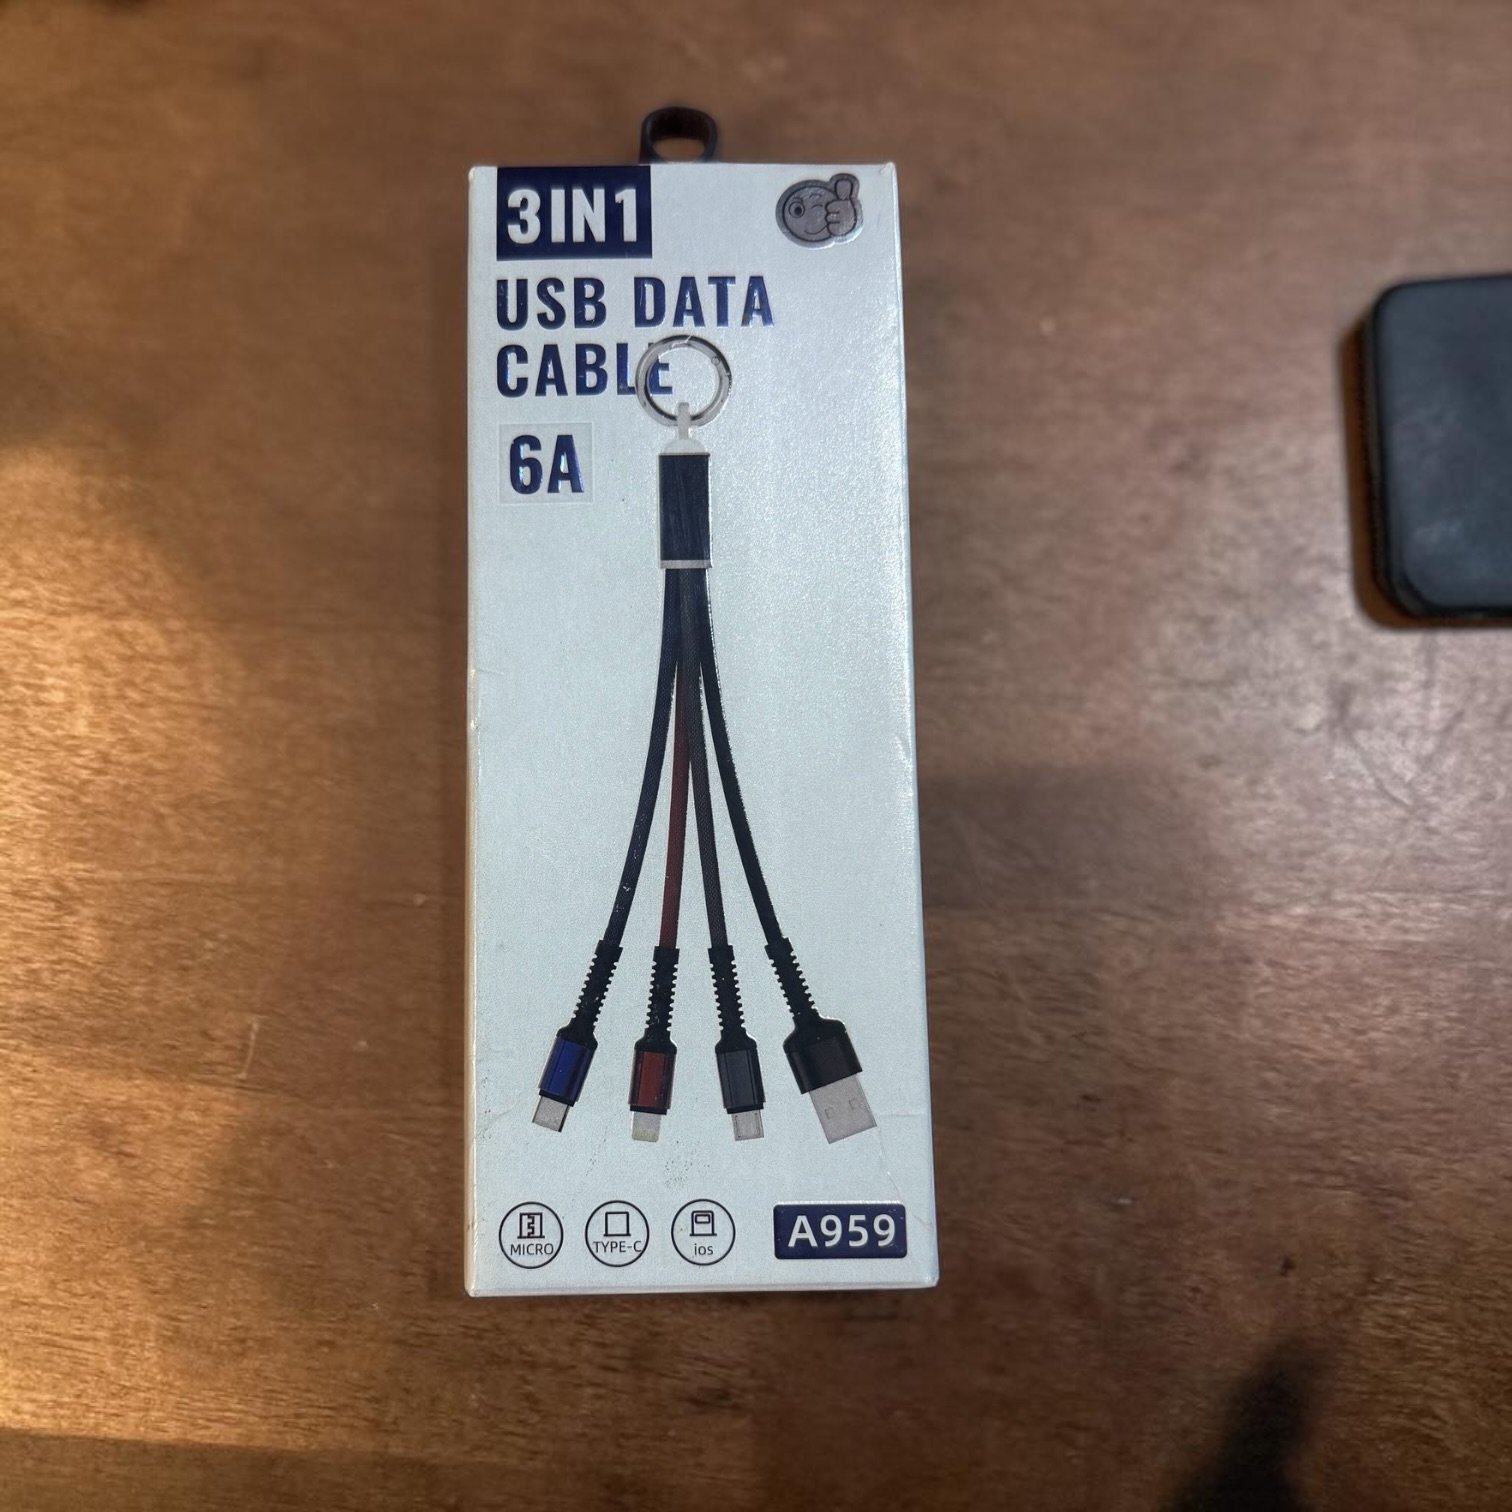 3IN1
USB DATA
CABLE
6A
MICRO
TYPE-C
ios
A959